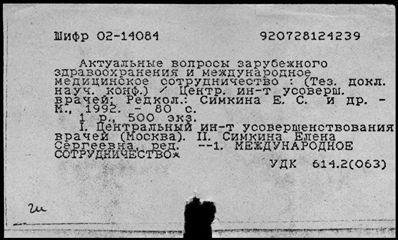 Шифр 02-14084 920728124239
Актуальные вопросы зарубежного
здравоохранения и международное
медицинское сотрудничество : (Тез. докл.
науч. конф.) / Центр. ин-т усоверш.
врачей; Редкол.: Симкина Е. С. и др. -
М., 1992. - 80 с.
1 р., 500 экз.
I. Центральный ин-т усовершенствования
врачей (Москва). II. Симкина Елена
Сергеевна, ред. --1. МЕЖДУНАРОДНОЕ
СОТРУДНИЧЕСТВО*
УДК 614.2(063)